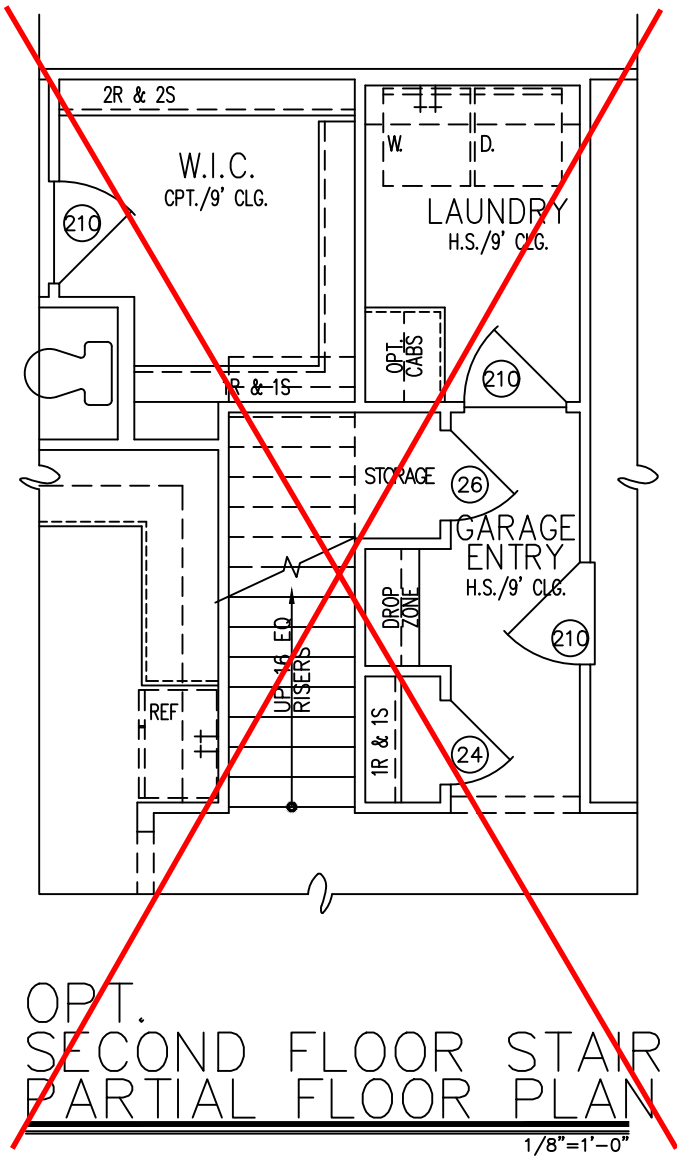 2R & 2S
W.I.C.
CPT./9' CLG.
210
W.
D.
LAUNDRY
H.S./9' CLG.
OPT.
CABS
210
1R & 1S
STORAGE
26
GARAGE
ENTRY
H.S./9' CLG.
DROP
ZONE
210
UP 16 EQ
RISERS
REF
1R & 1S
24
OPT.
SECOND FLOOR STAIR
PARTIAL FLOOR PLAN
1/8"=1'-0"